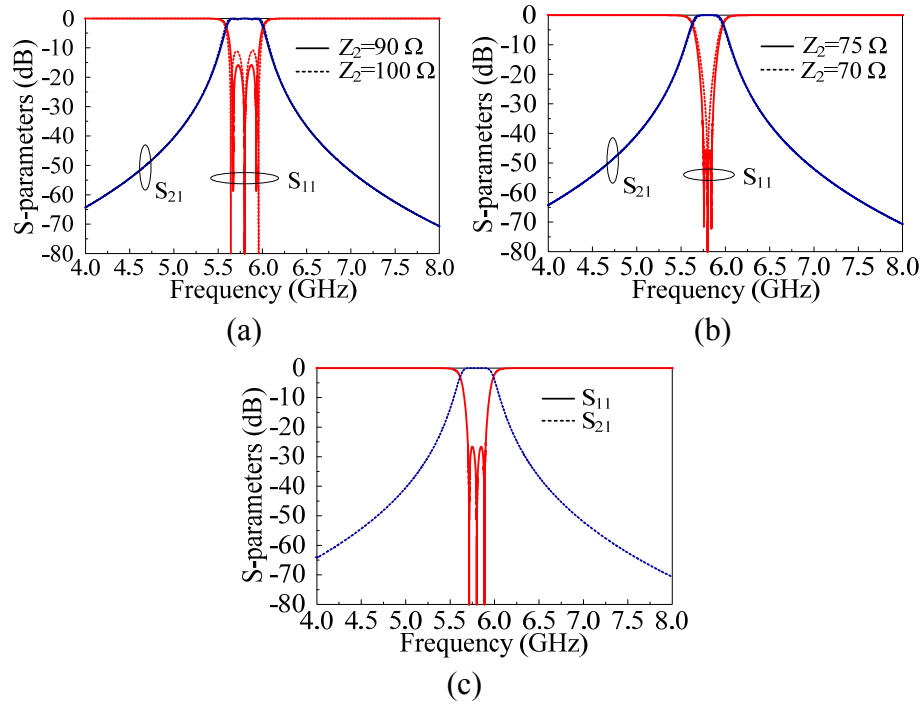 0
-10
-20
-30
-40
-50
-60
-70
-80
S-parameters (dB)
Z2=90 Ω
Z2=100 Ω
S21
S11
4.0 4.5 5.0 5.5 6.0 6.5 7.0 7.5 8.0
Frequency (GHz)
(a)
0
-10
-20
-30
-40
-50
-60
-70
-80
S-parameters (dB)
Z2=75 Ω
Z2=70 Ω
S21
S11
4.0 4.5 5.0 5.5 6.0 6.5 7.0 7.5 8.0
Frequency (GHz)
(b)
0
-10
-20
-30
-40
-50
-60
-70
-80
S-parameters (dB)
S11
S21
4.0 4.5 5.0 5.5 6.0 6.5 7.0 7.5 8.0
Frequency (GHz)
(c)